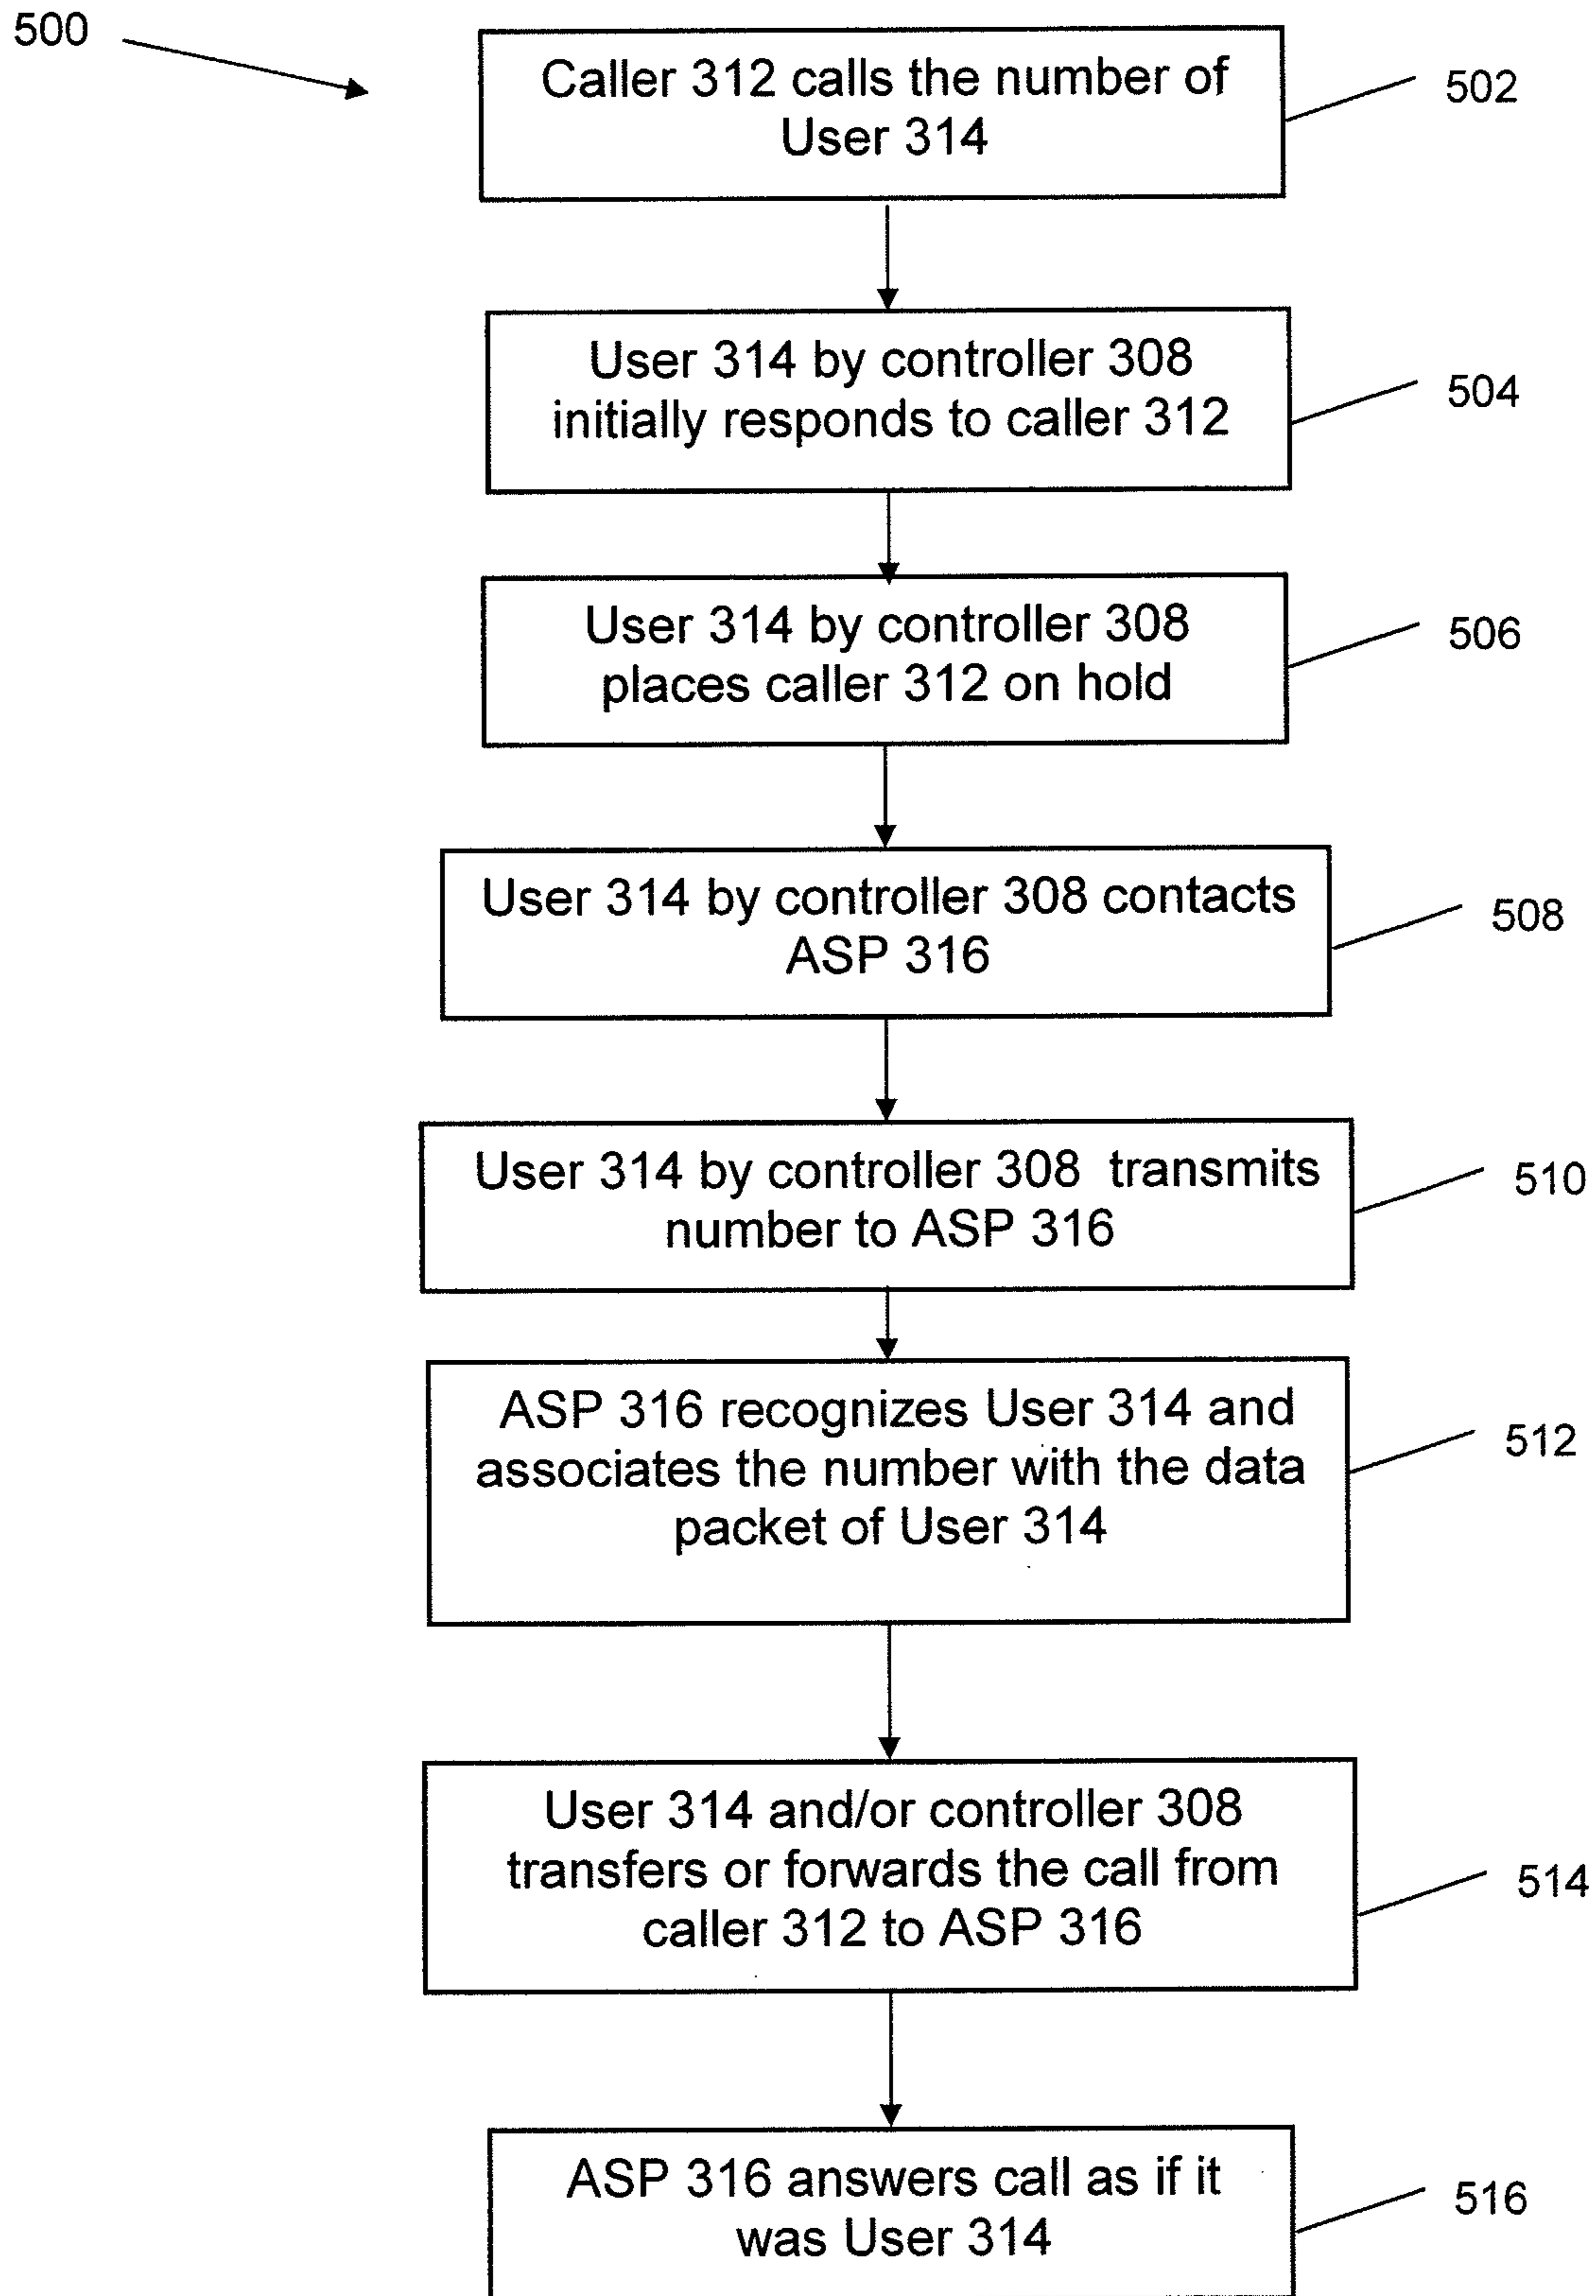 500
Caller 312 calls the number of
User 314
502
User 314 by controller 308
initially responds to caller 312
504
User 314 by controller 308
places caller 312 on hold
506
User 314 by controller 308 contacts
ASP 316
508
User 314 by controller 308 transmits
number to ASP 316
510
ASP 316 recognizes User 314 and
associates the number with the data
packet of User 314
512
User 314 and/or controller 308
transfers or forwards the call from
caller 312 to ASP 316
514
ASP 316 answers call as if it
was User 314
516